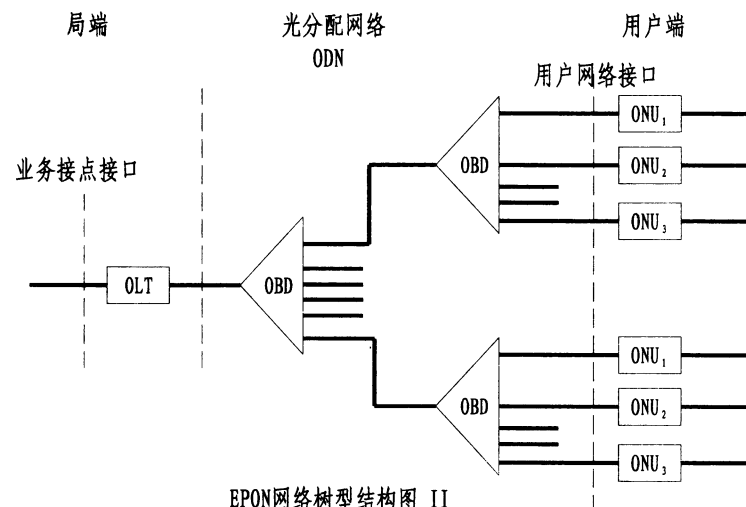 局端
光分配网络
ODN
用户端
用户网络接口
业务接点接口
OBD
ONU₁
ONU₂
ONU₃
OLT
OBD
OBD
ONU₁
ONU₂
ONU₃
EPON网络树型结构图 II